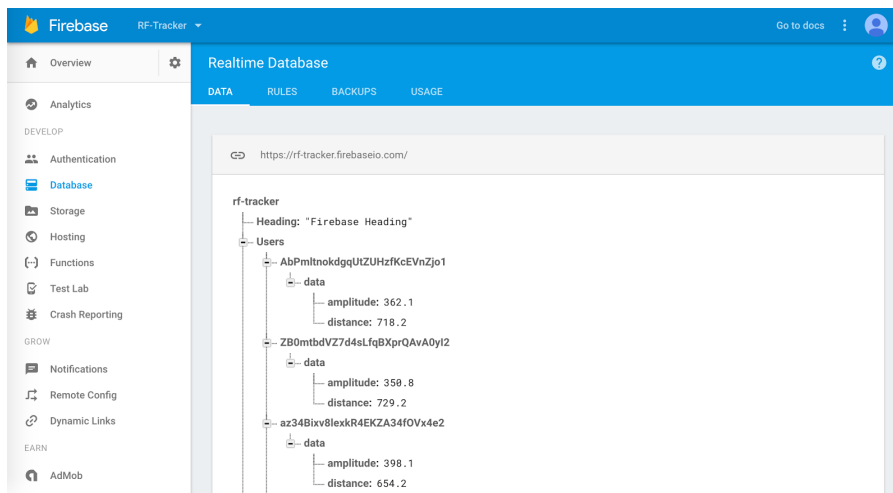 Firebase
RF-Tracker
Go to docs
Overview
Analytics
DEVELOP
Authentication
Database
Storage
Hosting
Functions
Test Lab
Crash Reporting
GROW
Notifications
Remote Config
Dynamic Links
EARN
AdMob
Realtime Database
?
DATA RULES BACKUPS USAGE
https://rf-tracker.firebaseio.com/
rf-tracker
Heading: "Firebase Heading"
Users
AbPmltnokdgqUtZUHzfKcEVnZjo1
data
amplitude: 362.1
distance: 718.2
ZB0mtbdVZ7d4sLfqBXprQAvA0yI2
data
amplitude: 350.8
distance: 729.2
az34Bixv8lexkR4EKZA34fOVx4e2
data
amplitude: 398.1
distance: 654.2